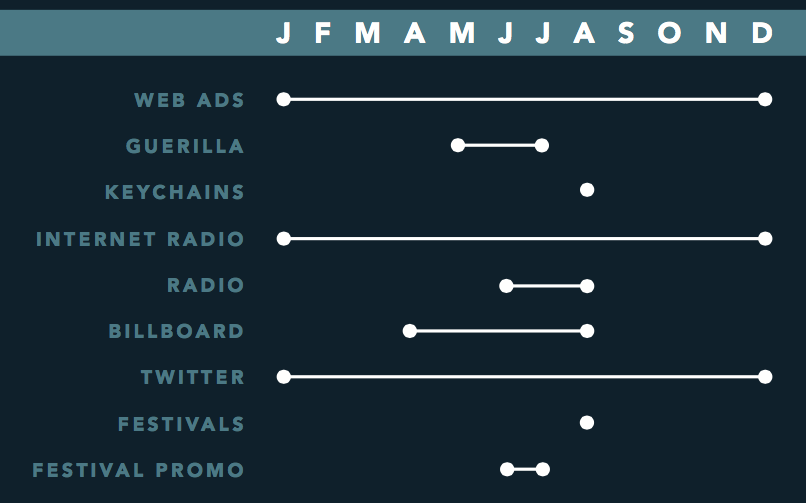 J F M A M J J A S O N D
WEB ADS
GUERILLA
KEYCHAINS
INTERNET RADIO
RADIO
BILLBOARD
TWITTER
FESTIVALS
FESTIVAL PROMO